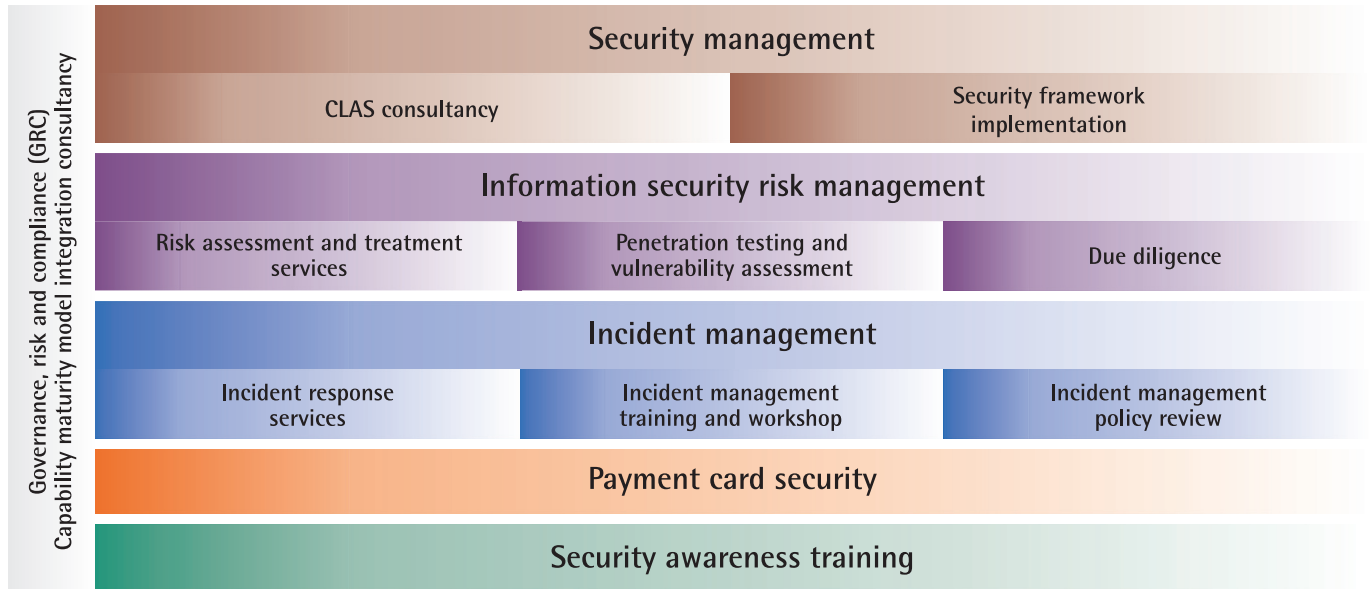 Governance, risk and compliance (GRC)
Capability maturity model integration consultancy
Security management
CLAS consultancy
Security framework
implementation
Information security risk management
Risk assessment and treatment
services
Penetration testing and
vulnerability assessment
Due diligence
Incident management
Incident response
services
Incident management
training and workshop
Incident management
policy review
Payment card security
Security awareness training